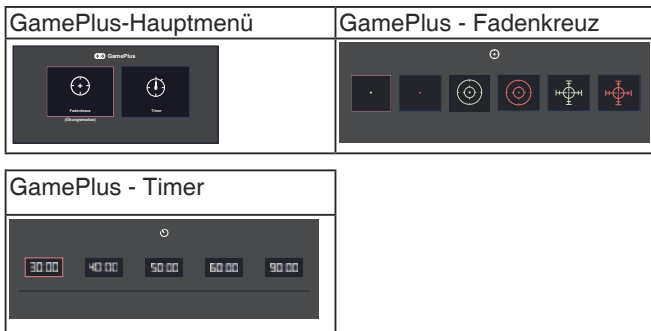 GamePlus-Hauptmenü
GamePlus - Fadenkreuz
GamePlus
Fadenkreuz
Timer
(Übungsmodus)
GamePlus - Timer
30:00
40:00
50:00
60:00
90:00